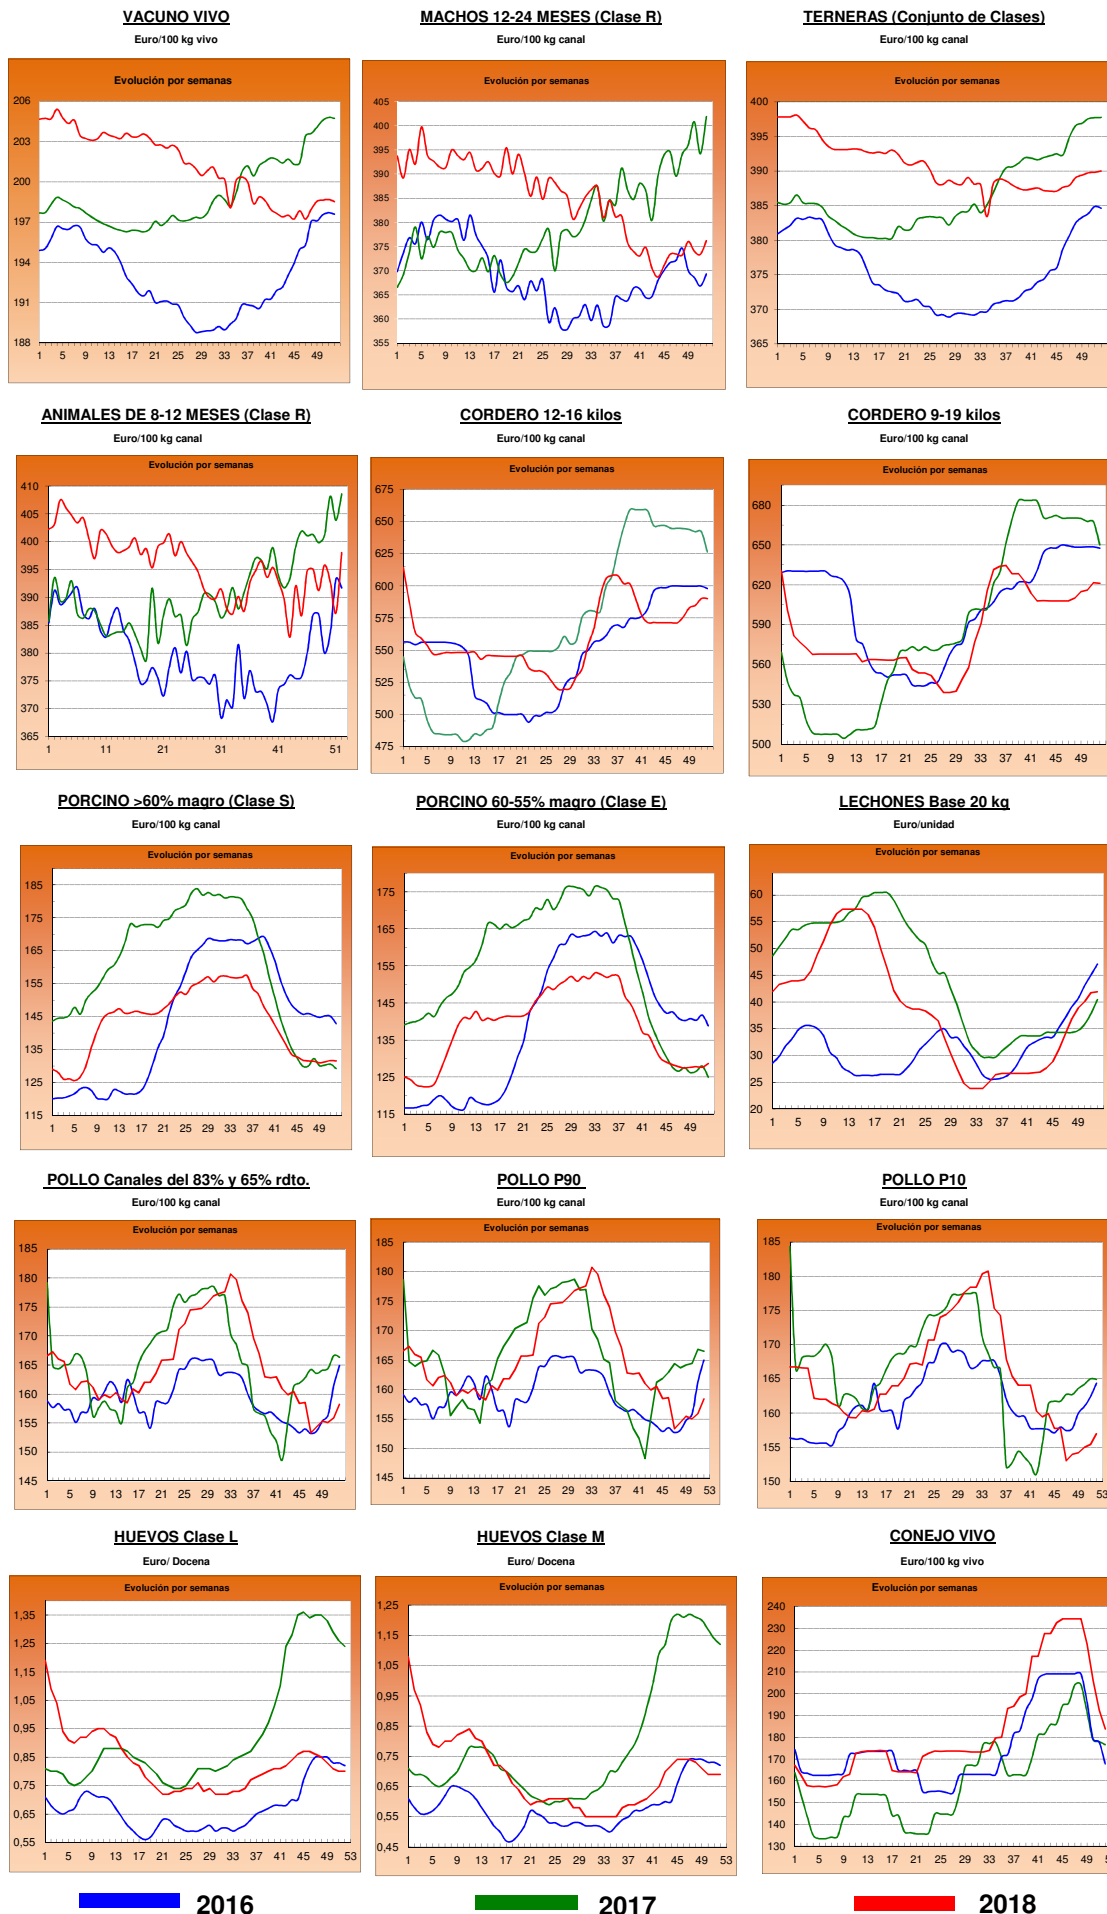 VACUNO VIVO
Euro/100 kg vivo
Evolución por semanas
206
203
200
197
194
191
188
1 5 9 13 17 21 25 29 33 37 41 45 49
MACHOS 12-24 MESES (Clase R)
Euro/100 kg canal
Evolución por semanas
405
400
395
390
385
380
375
370
365
360
355
1 5 9 13 17 21 25 29 33 37 41 45 49
TERNERAS (Conjunto de Clases)
Euro/100 kg canal
Evolución por semanas
400
395
390
385
380
375
370
365
1 5 9 13 17 21 25 29 33 37 41 45 49
ANIMALES DE 8-12 MESES (Clase R)
Euro/100 kg canal
Evolución por semanas
410
405
400
395
390
385
380
375
370
365
1 11 21 31 41 51
CORDERO 12-16 kilos
Euro/100 kg canal
Evolución por semanas
675
650
625
600
575
550
525
500
475
1 5 9 13 17 21 25 29 33 37 41 45 49
CORDERO 9-19 kilos
Euro/100 kg canal
Evolución por semanas
680
650
620
590
560
530
500
1 5 9 13 17 21 25 29 33 37 41 45 49
PORCINO >60% magro (Clase S)
Euro/100 kg canal
Evolución por semanas
185
175
165
155
145
135
125
115
1 5 9 13 17 21 25 29 33 37 41 45 49
PORCINO 60-55% magro (Clase E)
Euro/100 kg canal
Evolución por semanas
175
165
155
145
135
125
115
1 5 9 13 17 21 25 29 33 37 41 45 49
LECHONES Base 20 kg
Euro/unidad
Evolución por semanas
60
55
50
45
40
35
30
25
20
1 5 9 13 17 21 25 29 33 37 41 45 49
POLLO Canales del 83% y 65% rdto.
Euro/100 kg canal
Evolución por semanas
185
180
175
170
165
160
155
150
145
1 5 9 13 17 21 25 29 33 37 41 45 49
POLLO P90
Euro/100 kg canal
Evolución por semanas
185
180
175
170
165
160
155
150
145
1 5 9 13 17 21 25 29 33 37 41 45 49 53
POLLO P10
Euro/100 kg canal
Evolución por semanas
185
180
175
170
165
160
155
150
1 5 9 13 17 21 25 29 33 37 41 45 49 53
HUEVOS Clase L
Euro/ Docena
Evolución por semanas
1,35
1,25
1,15
1,05
0,95
0,85
0,75
0,65
0,55
1 5 9 13 17 21 25 29 33 37 41 45 49 53
HUEVOS Clase M
Euro/ Docena
Evolución por semanas
1,25
1,15
1,05
0,95
0,85
0,75
0,65
0,55
0,45
1 5 9 13 17 21 25 29 33 37 41 45 49 53
CONEJO VIVO
Euro/100 kg vivo
Evolución por semanas
240
230
220
210
200
190
180
170
160
150
140
130
1 5 9 13 17 21 25 29 33 37 41 45 49
2016
2017
2018